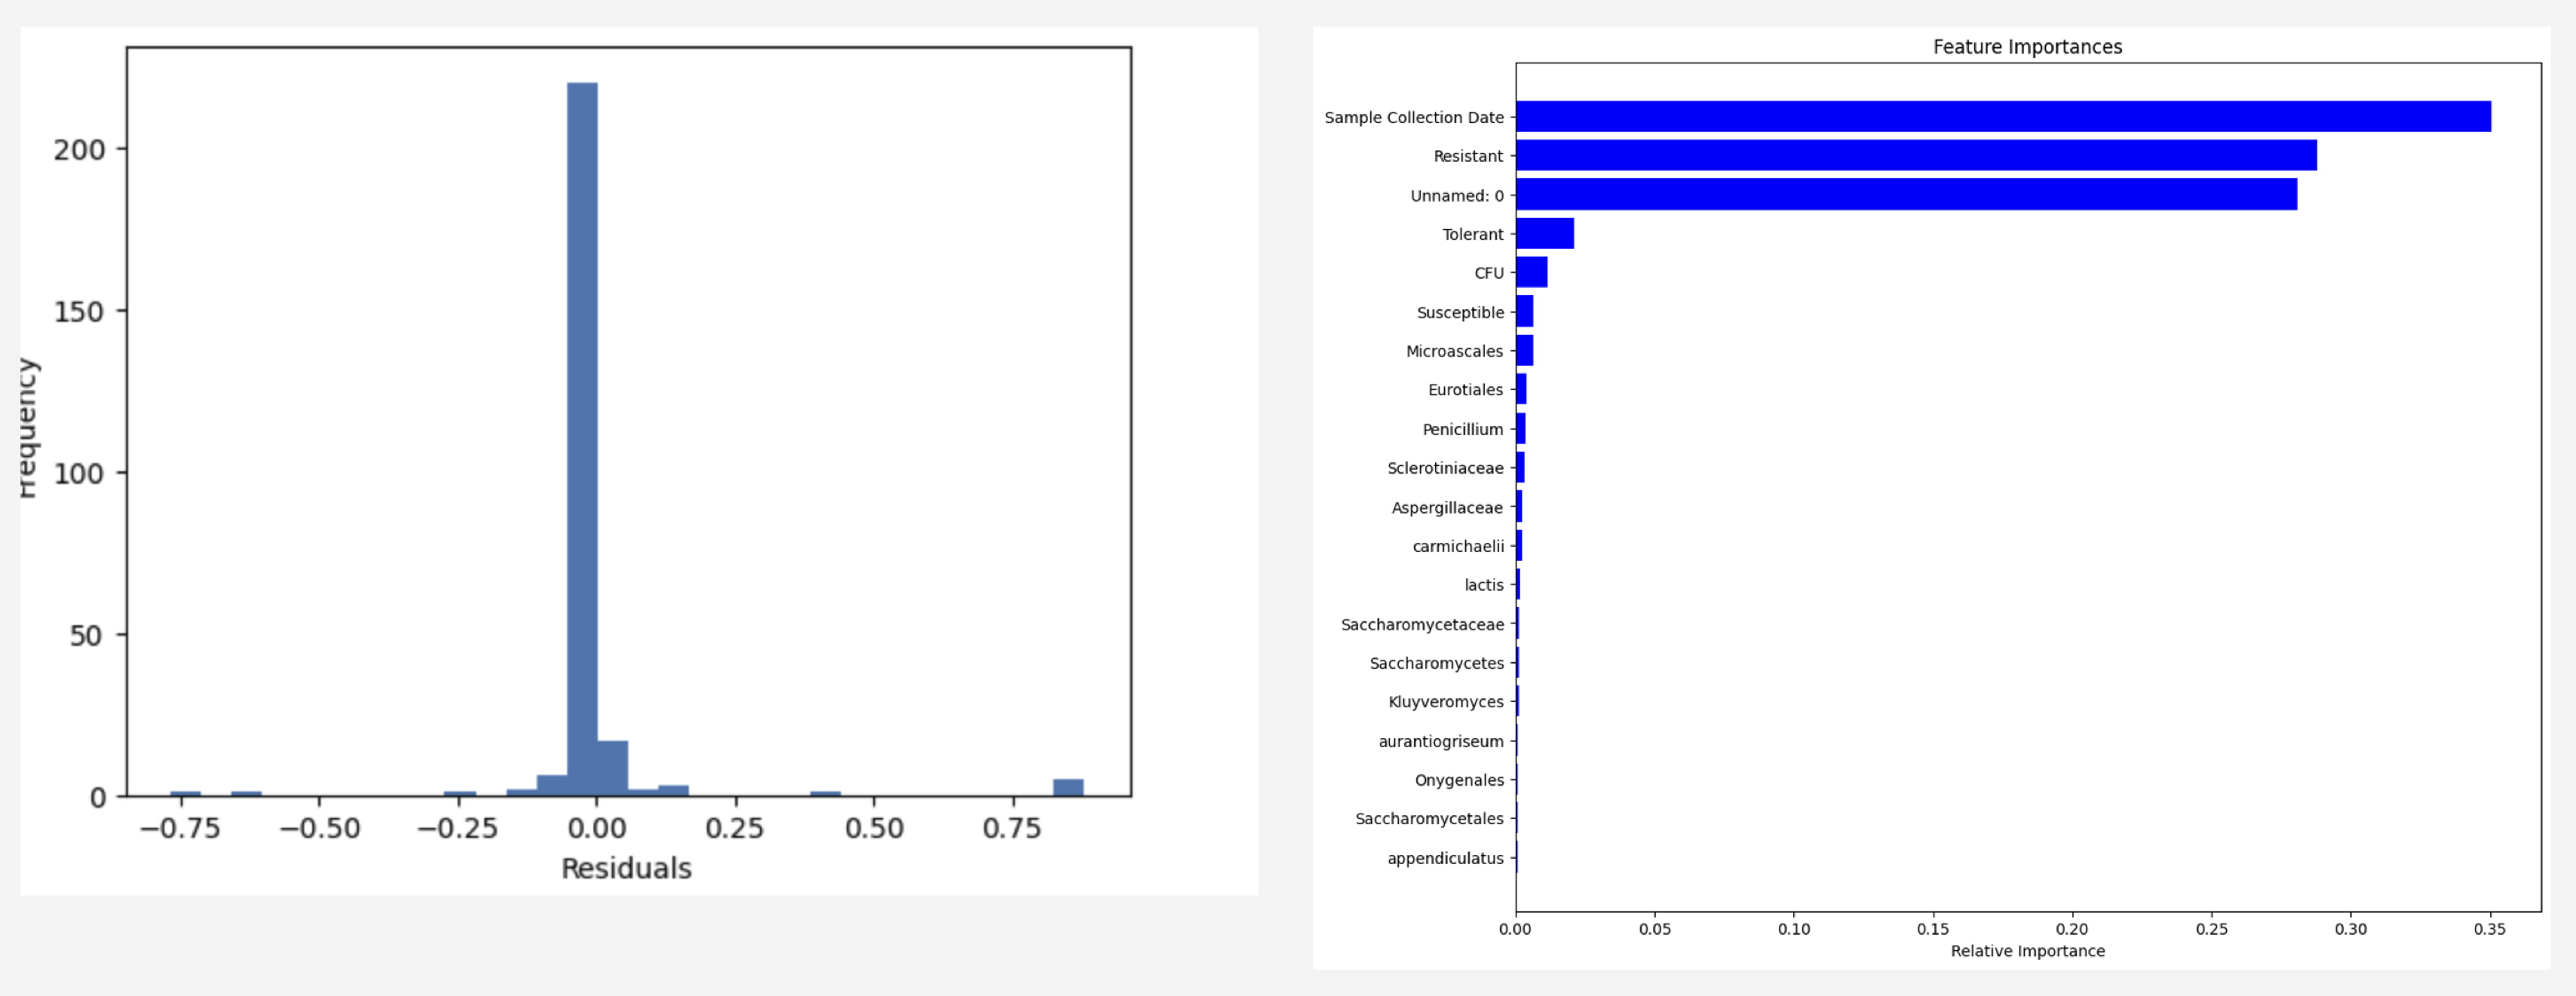 Frequency
200
150
100
50
0
−0.75
−0.50
−0.25
0.00
0.25
0.50
0.75
Residuals
Feature Importances
Sample Collection Date
Resistant
Unnamed: 0
Tolerant
CFU
Susceptible
Microascales
Eurotiales
Penicillium
Sclerotiniaceae
Aspergillaceae
carmichaelii
lactis
Saccharomycetaceae
Saccharomycetes
Kluyveromyces
aurantiogriseum
Onygenales
Saccharomycetales
appendiculatus
0.00
0.05
0.10
0.15
0.20
0.25
0.30
0.35
Relative Importance